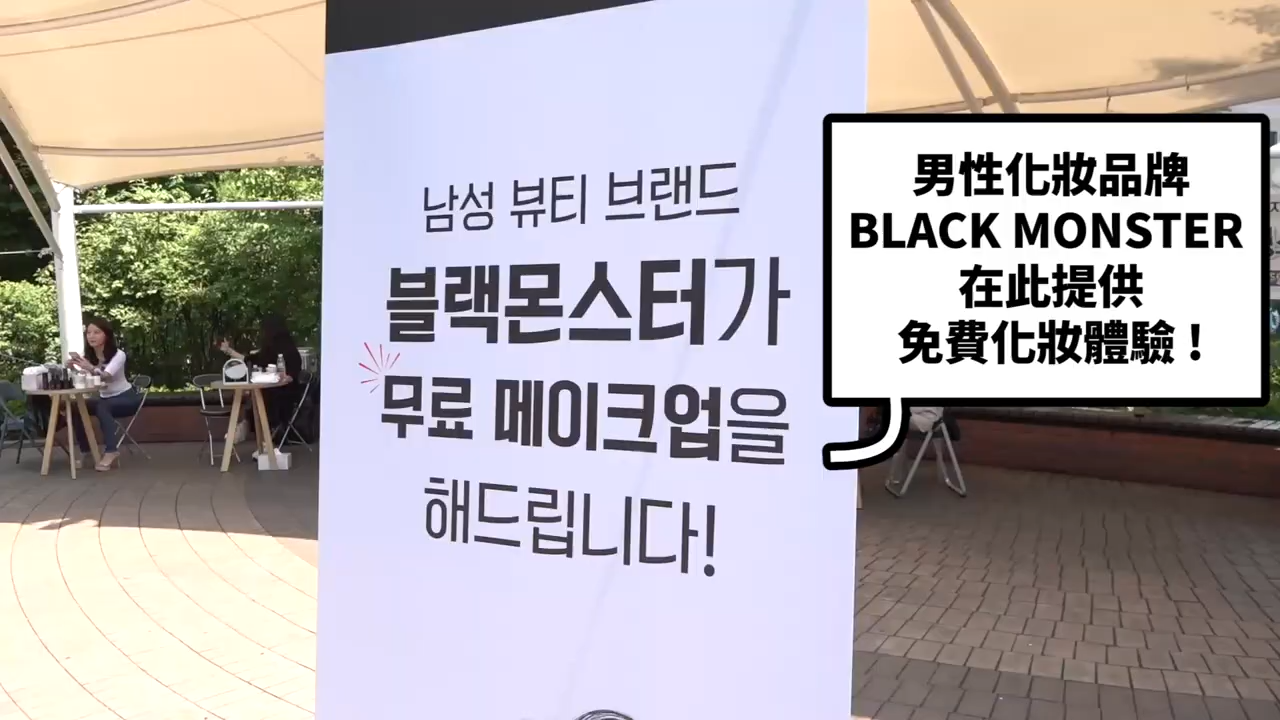 남성 뷰티 브랜드
블랙몬스터가
무료 메이크업을
해드립니다!
男性化妝品牌
BLACK MONSTER
在此提供
免費化妝體驗！